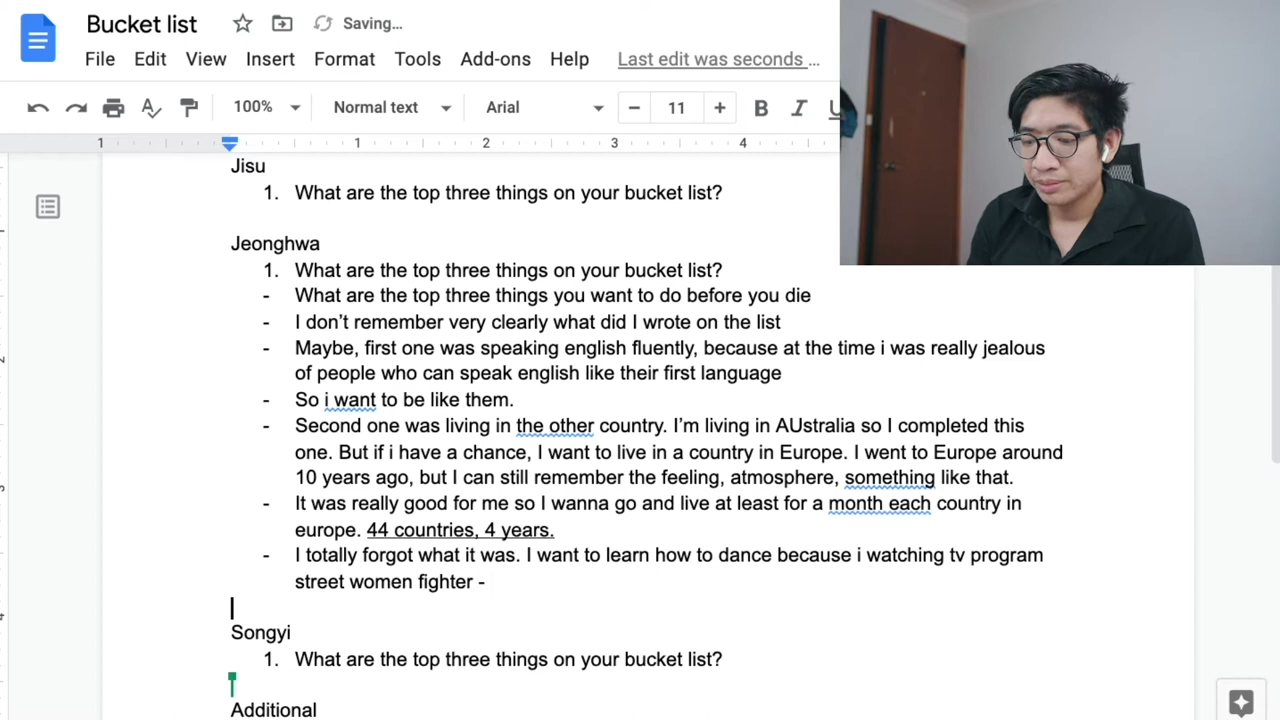 Bucket list Saving…
File Edit View Insert Format Tools Add-ons Help Last edit was seconds …
100% Normal text Arial − 11 + B I U
1 1 2 3 4
Jisu
1. What are the top three things on your bucket list?
Jeonghwa
1. What are the top three things on your bucket list?
- What are the top three things you want to do before you die
- I don’t remember very clearly what did I wrote on the list
- Maybe, first one was speaking english fluently, because at the time i was really jealous
of people who can speak english like their first language
- So i want to be like them.
- Second one was living in the other country. I’m living in AUstralia so I completed this
one. But if i have a chance, I want to live in a country in Europe. I went to Europe around
10 years ago, but I can still remember the feeling, atmosphere, something like that.
- It was really good for me so I wanna go and live at least for a month each country in
europe. 44 countries, 4 years.
- I totally forgot what it was. I want to learn how to dance because i watching tv program
street women fighter -
Songyi
1. What are the top three things on your bucket list?
Additional